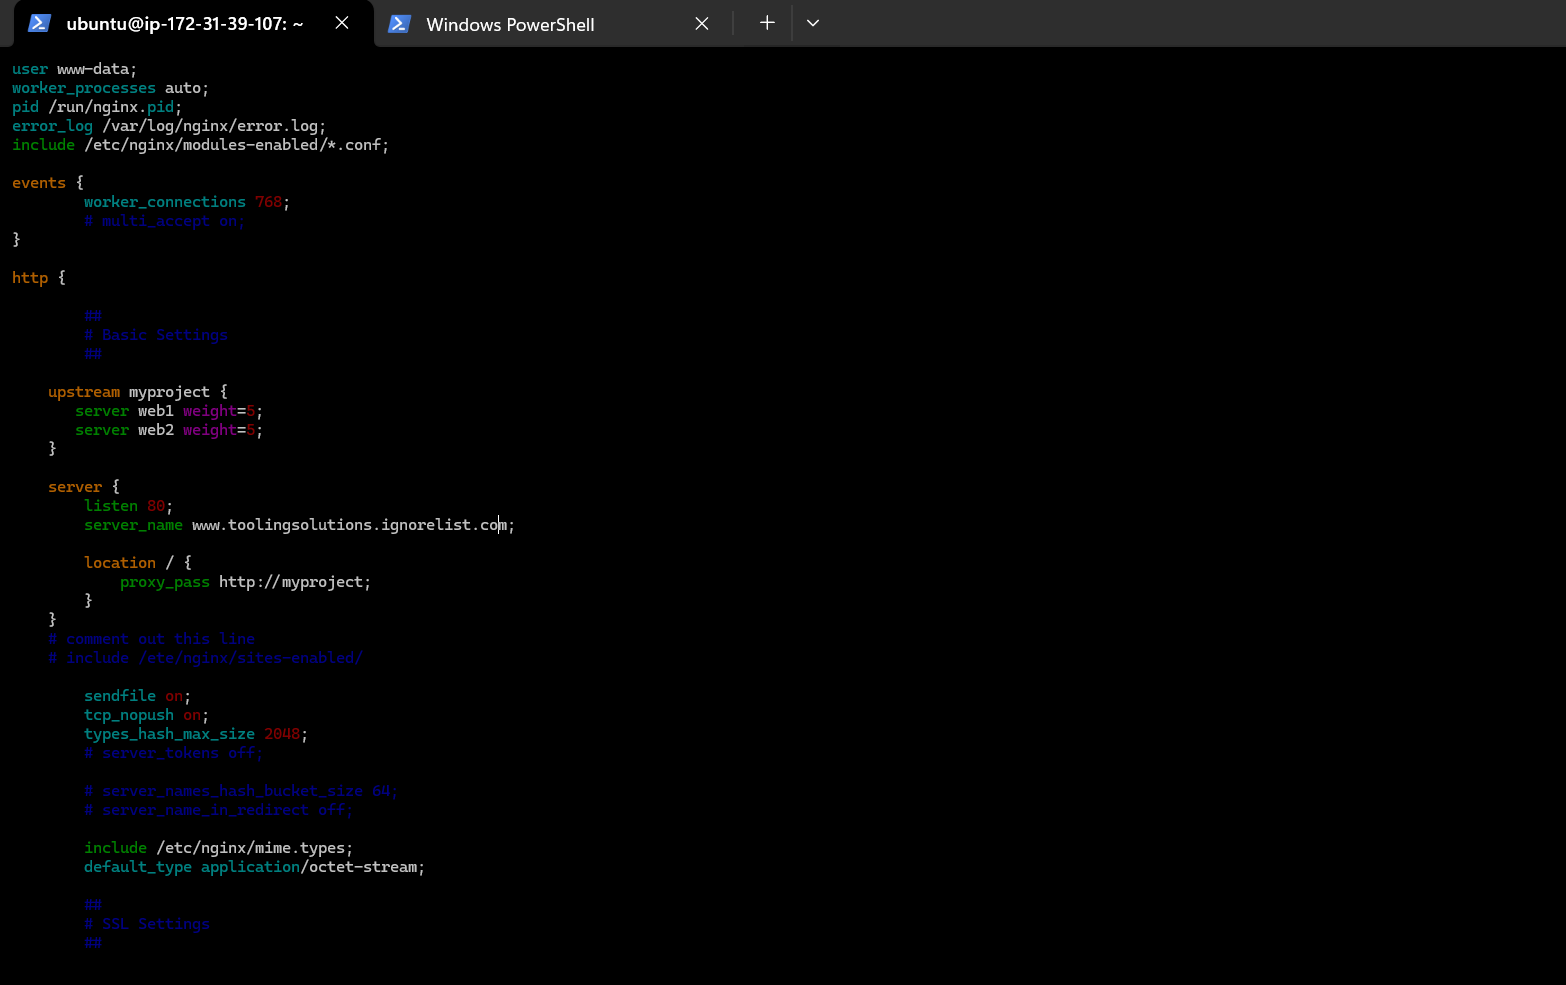 ubuntu@ip-172-31-39-107: ~
Windows PowerShell
user www-data;
worker_processes auto;
pid /run/nginx.pid;
error_log /var/log/nginx/error.log;
include /etc/nginx/modules-enabled/*.conf;
events {
worker_connections 768;
# multi_accept on;
}
http {
##
# Basic Settings
##
upstream myproject {
server web1 weight=5;
server web2 weight=5;
}
server {
listen 80;
server_name www.toolingsolutions.ignorelist.com;
location / {
proxy_pass http://myproject;
}
}
# comment out this line
# include /ete/nginx/sites-enabled/
sendfile on;
tcp_nopush on;
types_hash_max_size 2048;
# server_tokens off;
# server_names_hash_bucket_size 64;
# server_name_in_redirect off;
include /etc/nginx/mime.types;
default_type application/octet-stream;
##
# SSL Settings
##